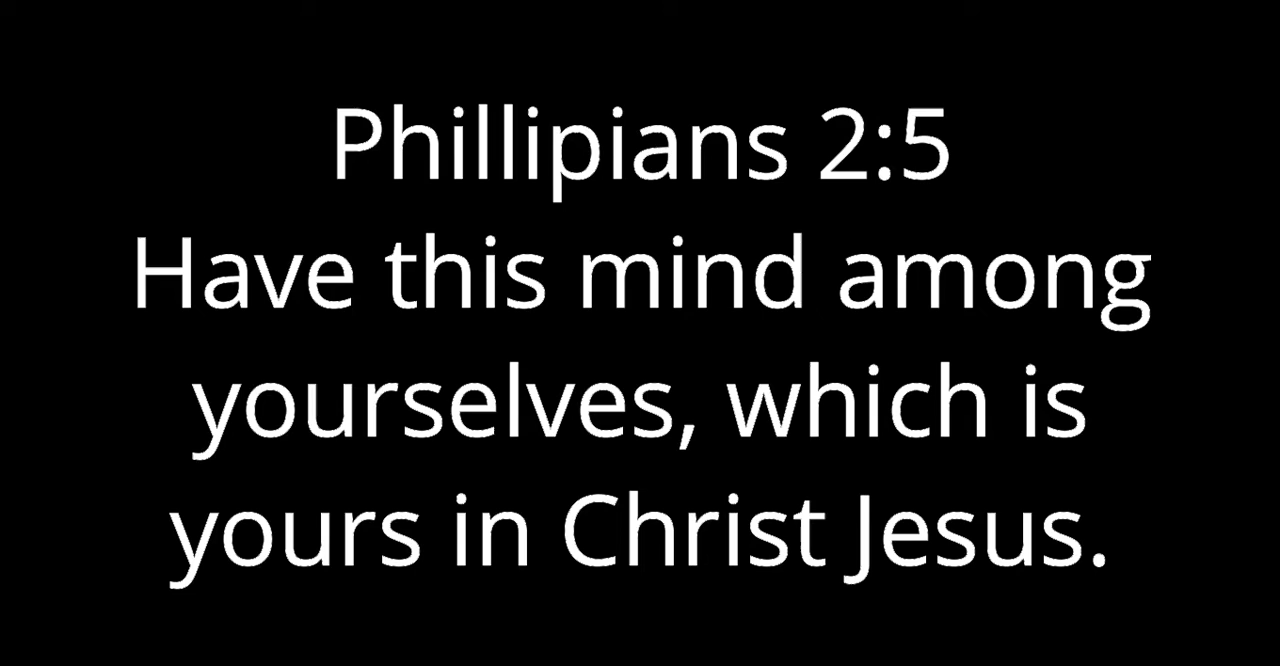 Phillipians 2:5
Have this mind among
yourselves, which is
yours in Christ Jesus.